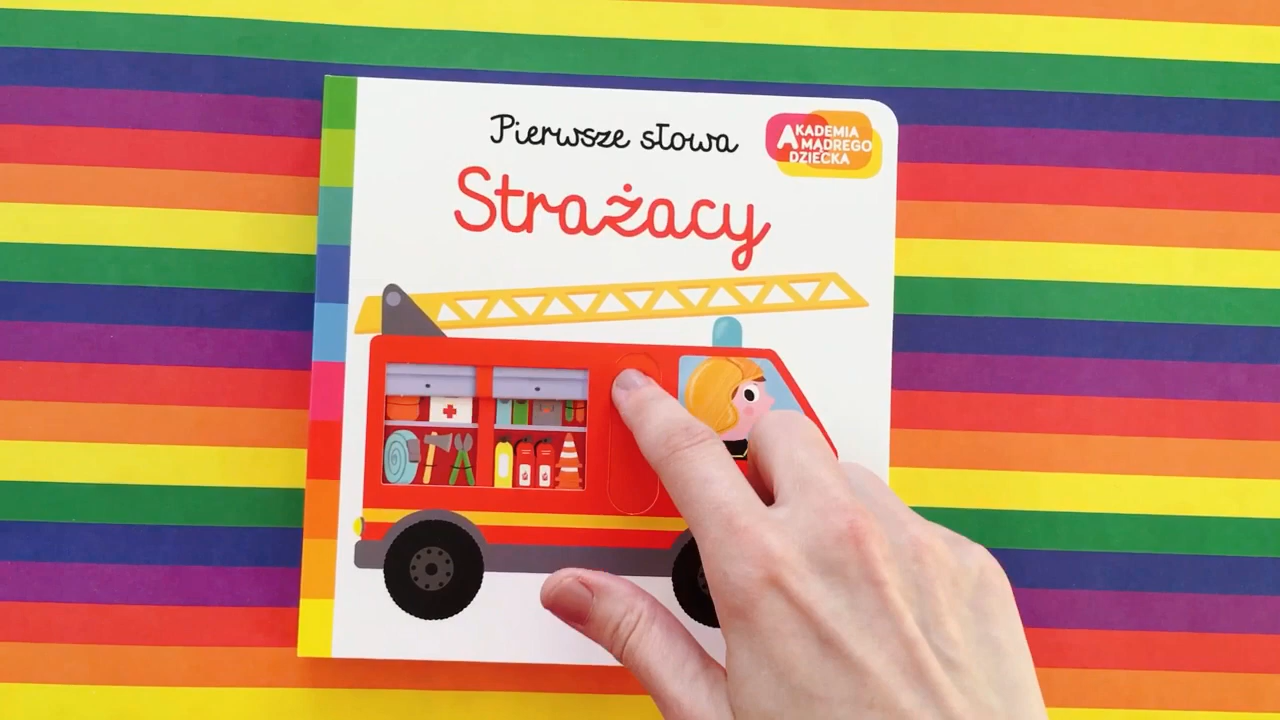 Pierwsze słowa
AKADEMIA
MĄDREGO
DZIECKA
Strażacy